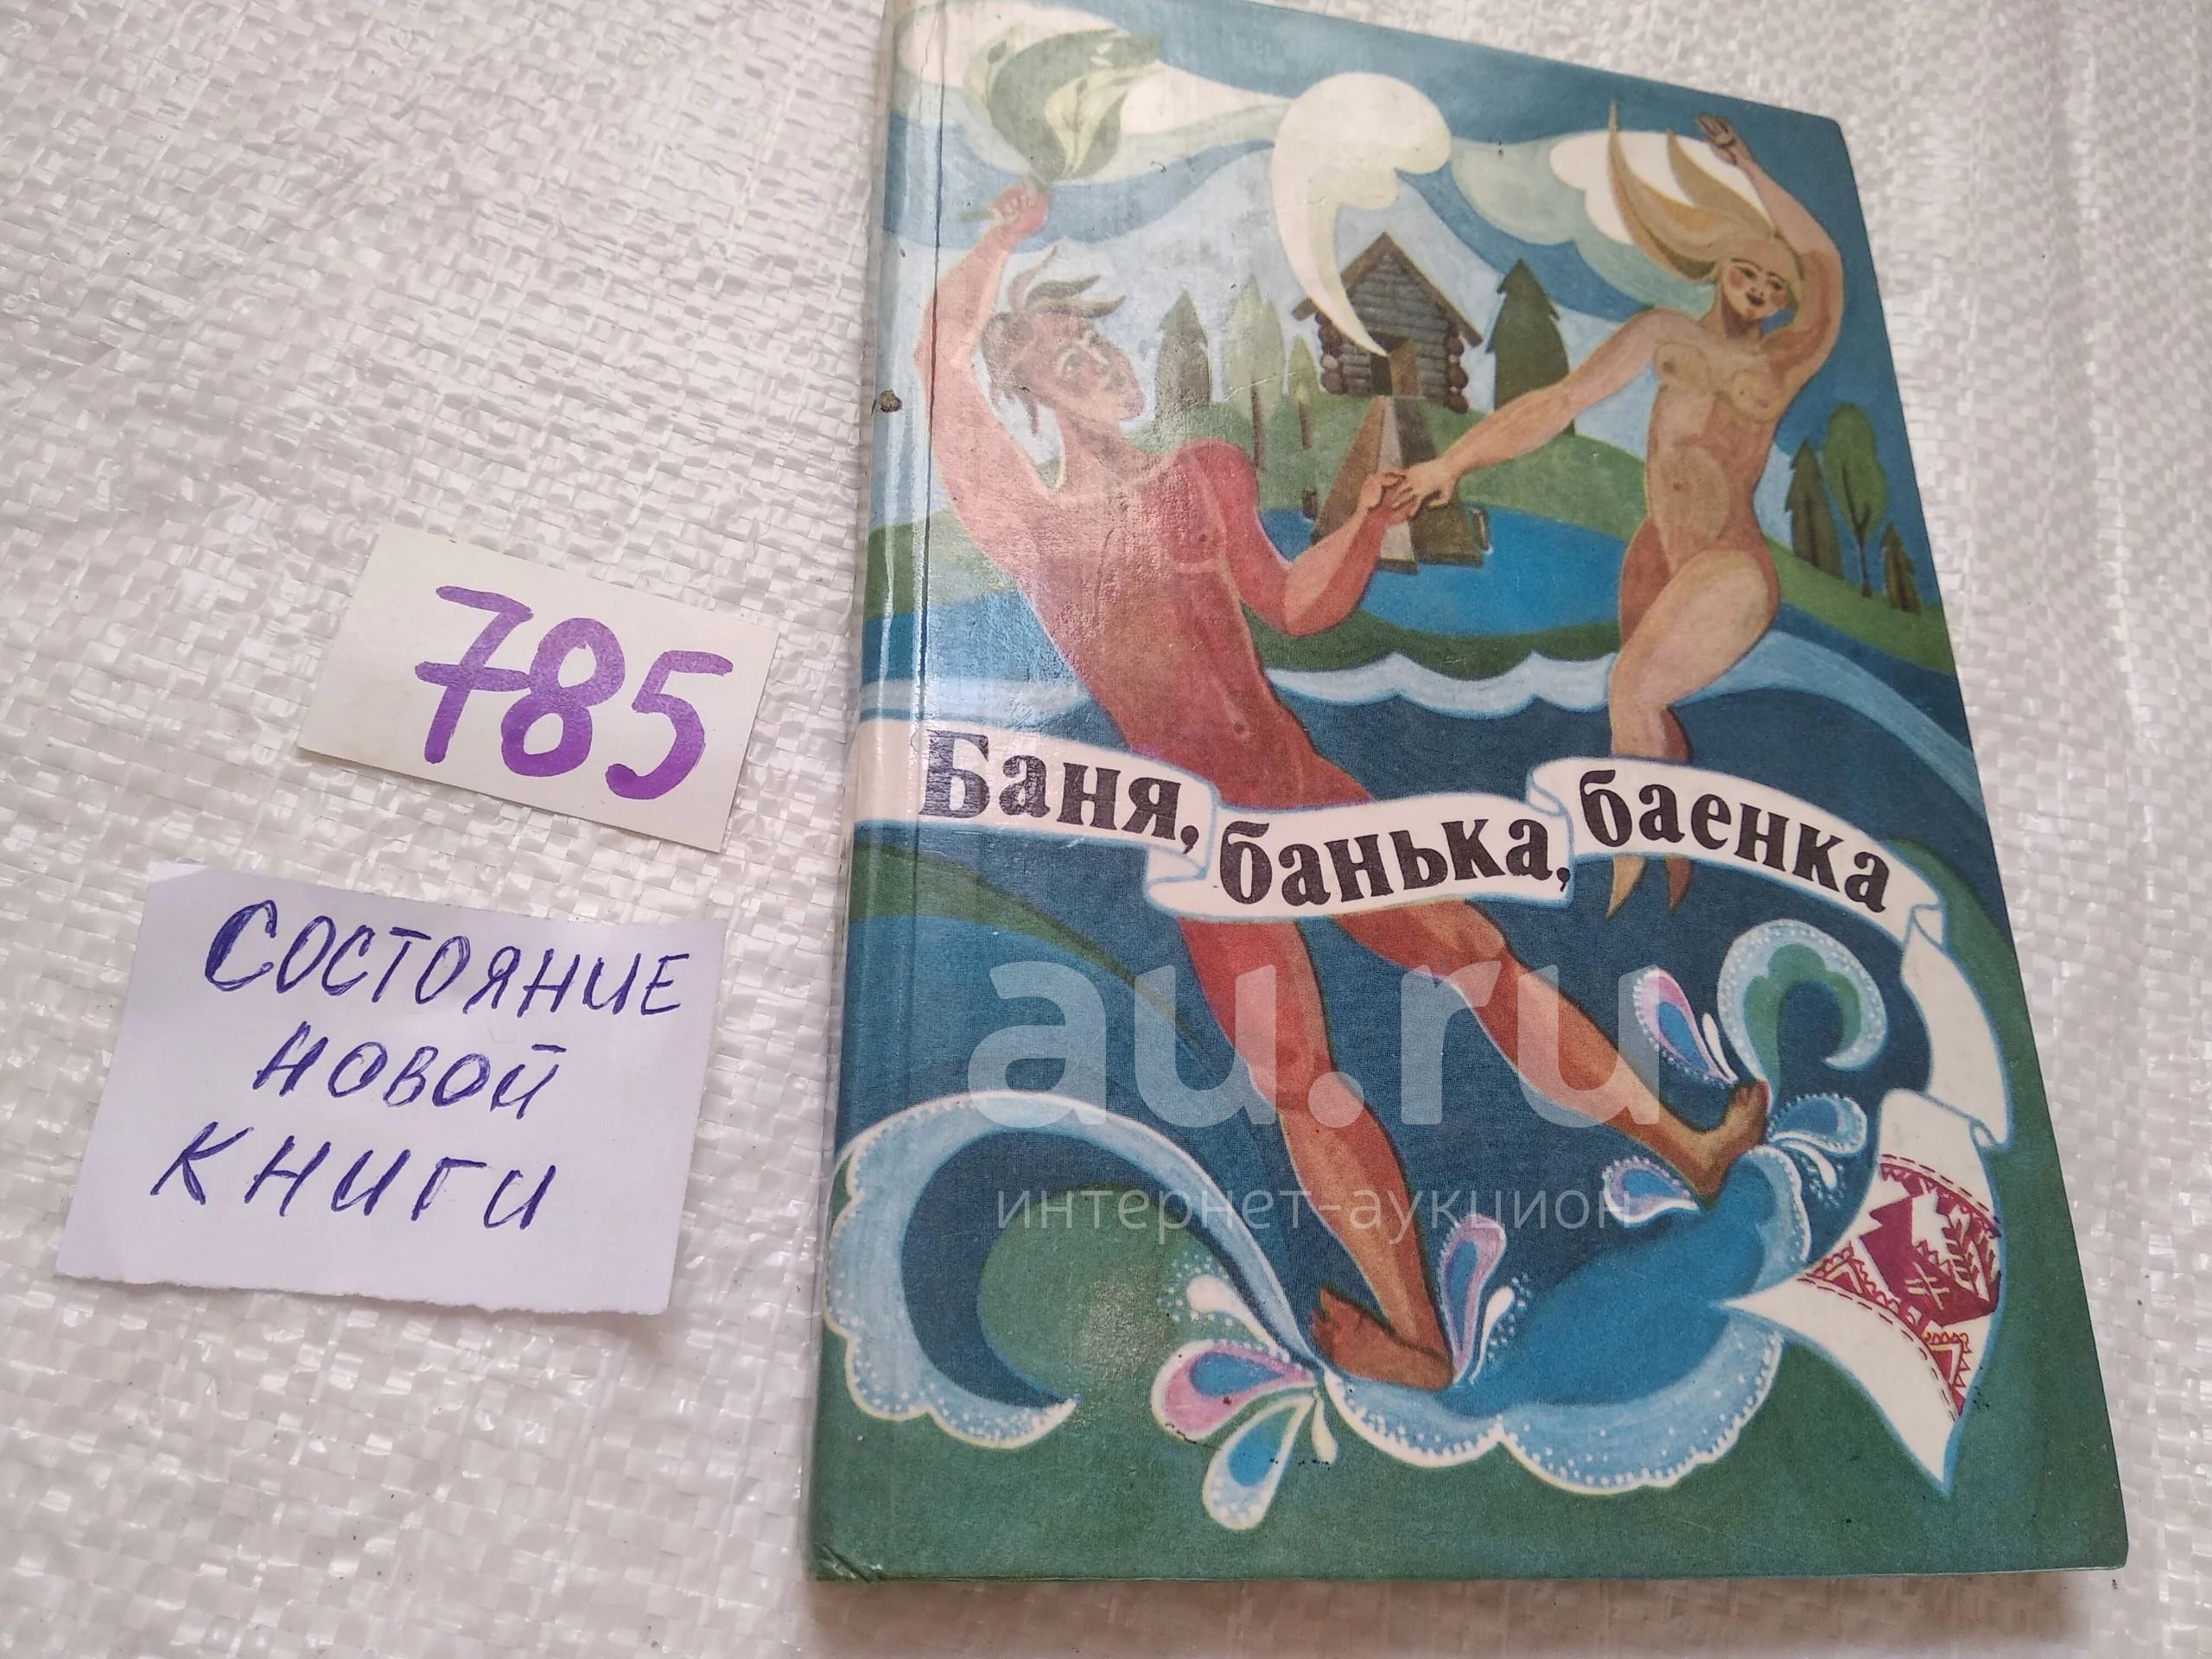 785
Состояние
новой
книги
Баня,
банька,
баенка
au.ru
интернет-аукцион